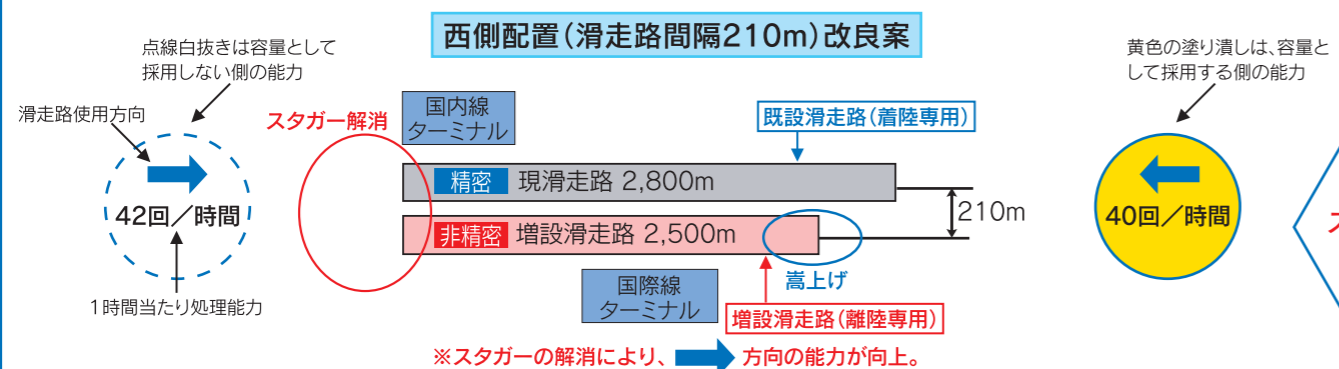 西側配置(滑走路間隔210m)改良案
点線白抜きは容量として
採用しない側の能力
滑走路使用方向
42回/時間
1時間当たり処理能力
スタガー解消
国内線
ターミナル
既設滑走路(着陸専用)
精密 現滑走路 2,800m
非精密 増設滑走路 2,500m
210m
嵩上げ
国際線
ターミナル
増設滑走路(離陸専用)
※スタガーの解消により、 方向の能力が向上。
黄色の塗り潰しは、容量と
して採用する側の能力
40回/時間